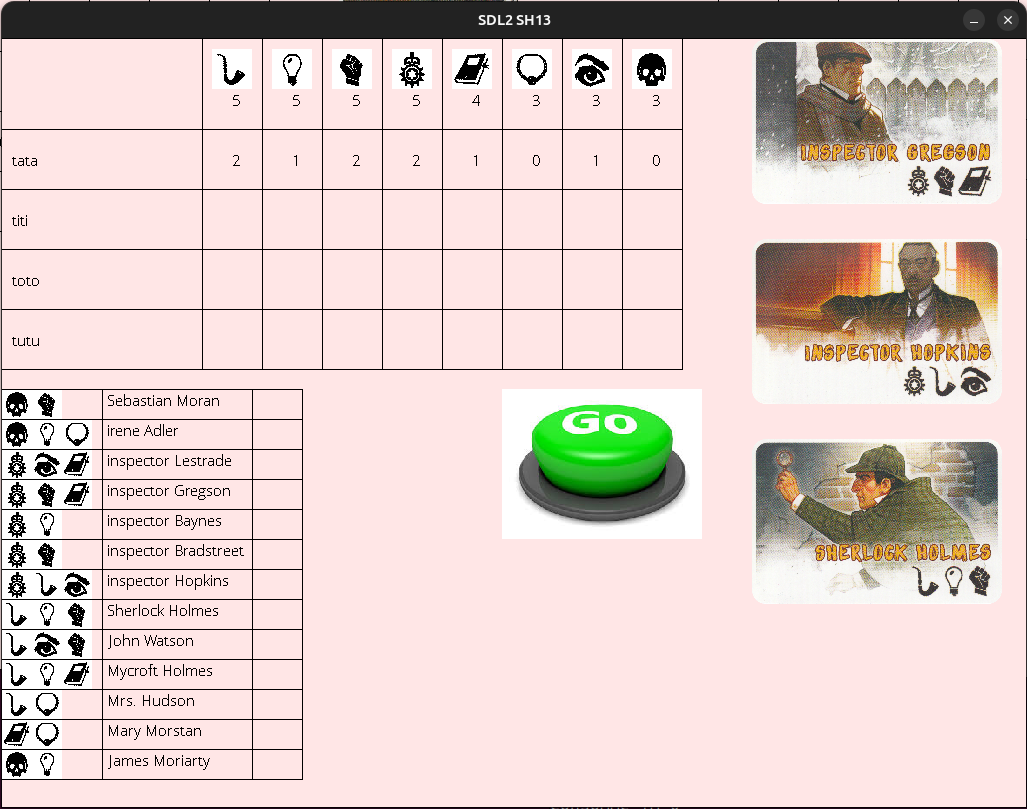 SDL2 SH13
5 5 5 5 4 3 3 3
tata 2 1 2 2 1 0 1 0
titi
toto
tutu
INSPECTOR GREGSON
INSPECTOR HOPKINS
SHERLOCK HOLMES
Go
Sebastian Moran
irene Adler
inspector Lestrade
inspector Gregson
inspector Baynes
inspector Bradstreet
inspector Hopkins
Sherlock Holmes
John Watson
Mycroft Holmes
Mrs. Hudson
Mary Morstan
James Moriarty